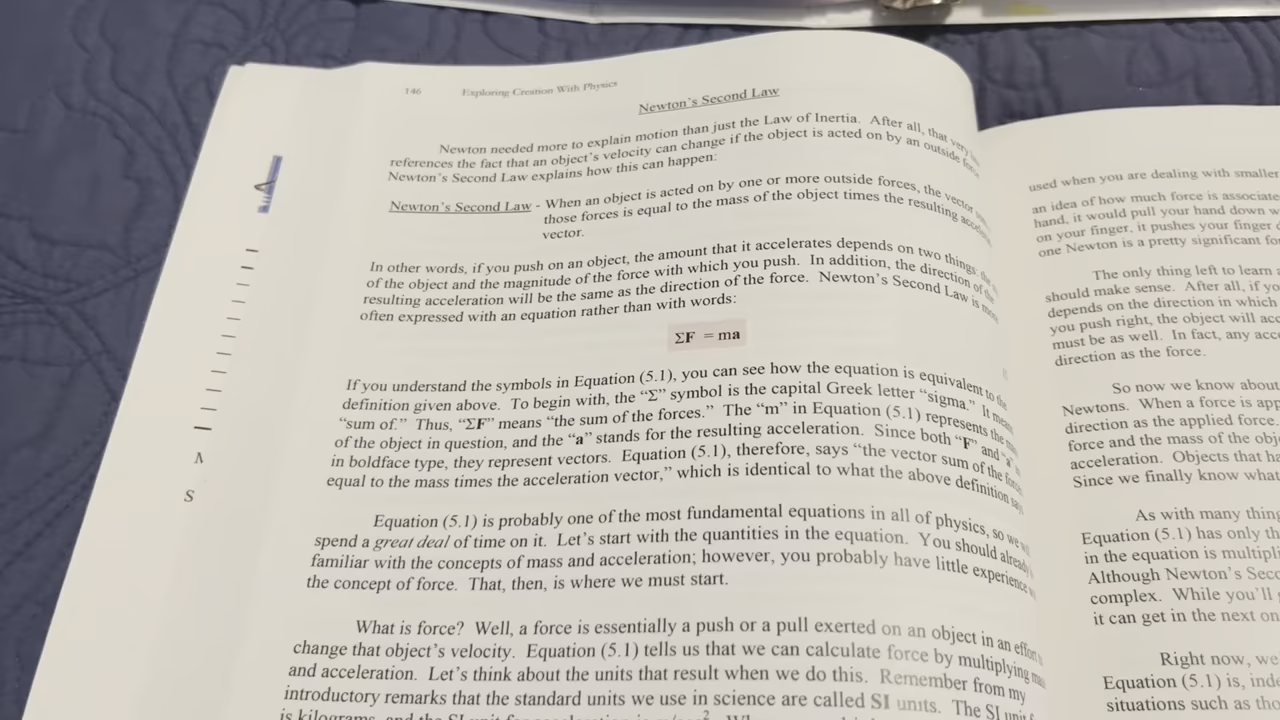 146 Exploring Creation With Physics
Newton's Second Law
Newton needed more to explain motion than just the Law of Inertia. After all, that very
references the fact that an object's velocity can change if the object is acted on by an outside force
Newton's Second Law explains how this can happen:
Newton's Second Law - When an object is acted on by one or more outside forces, the vector
those forces is equal to the mass of the object times the resulting
vector.
In other words, if you push on an object, the amount that it accelerates depends on two things: the
of the object and the magnitude of the force with which you push. In addition, the direction of the
resulting acceleration will be the same as the direction of the force. Newton's Second Law is
often expressed with an equation rather than with words:
ΣF = ma
If you understand the symbols in Equation (5.1), you can see how the equation is equivalent to the
definition given above. To begin with, the “Σ” symbol is the capital Greek letter “sigma.” It
“sum of.” Thus, “ΣF” means “the sum of the forces.” The “m” in Equation (5.1) represents the
of the object in question, and the “a” stands for the resulting acceleration. Since both “F” and “a”
in boldface type, they represent vectors. Equation (5.1), therefore, says “the vector sum of the
equal to the mass times the acceleration vector,” which is identical to what the above definition
Equation (5.1) is probably one of the most fundamental equations in all of physics, so we
spend a great deal of time on it. Let's start with the quantities in the equation. You should already
familiar with the concepts of mass and acceleration; however, you probably have little experience
the concept of force. That, then, is where we must start.
What is force? Well, a force is essentially a push or a pull exerted on an object in an effort
change that object's velocity. Equation (5.1) tells us that we can calculate force by multiplying
and acceleration. Let's think about the units that result when we do this. Remember from my
introductory remarks that the standard units we use in science are called SI units. The SI unit
is kilograms, and the SI unit for acceleration is
used when you are dealing with smaller
an idea of how much force is
hand, it would pull your hand down
on your finger, it pushes your finger
one Newton is a pretty significant
The only thing left to learn
should make sense. After all, if
depends on the direction in which
you push right, the object will
must be as well. In fact, any
direction as the force.
So now we know about
Newtons. When a force is
direction as the applied force.
force and the mass of the
acceleration. Objects that
Since we finally know what
As with many
Equation (5.1) has only
in the equation is
Although Newton's
complex. While you'll
it can get in the next
Right now, we
Equation (5.1) is,
situations such as